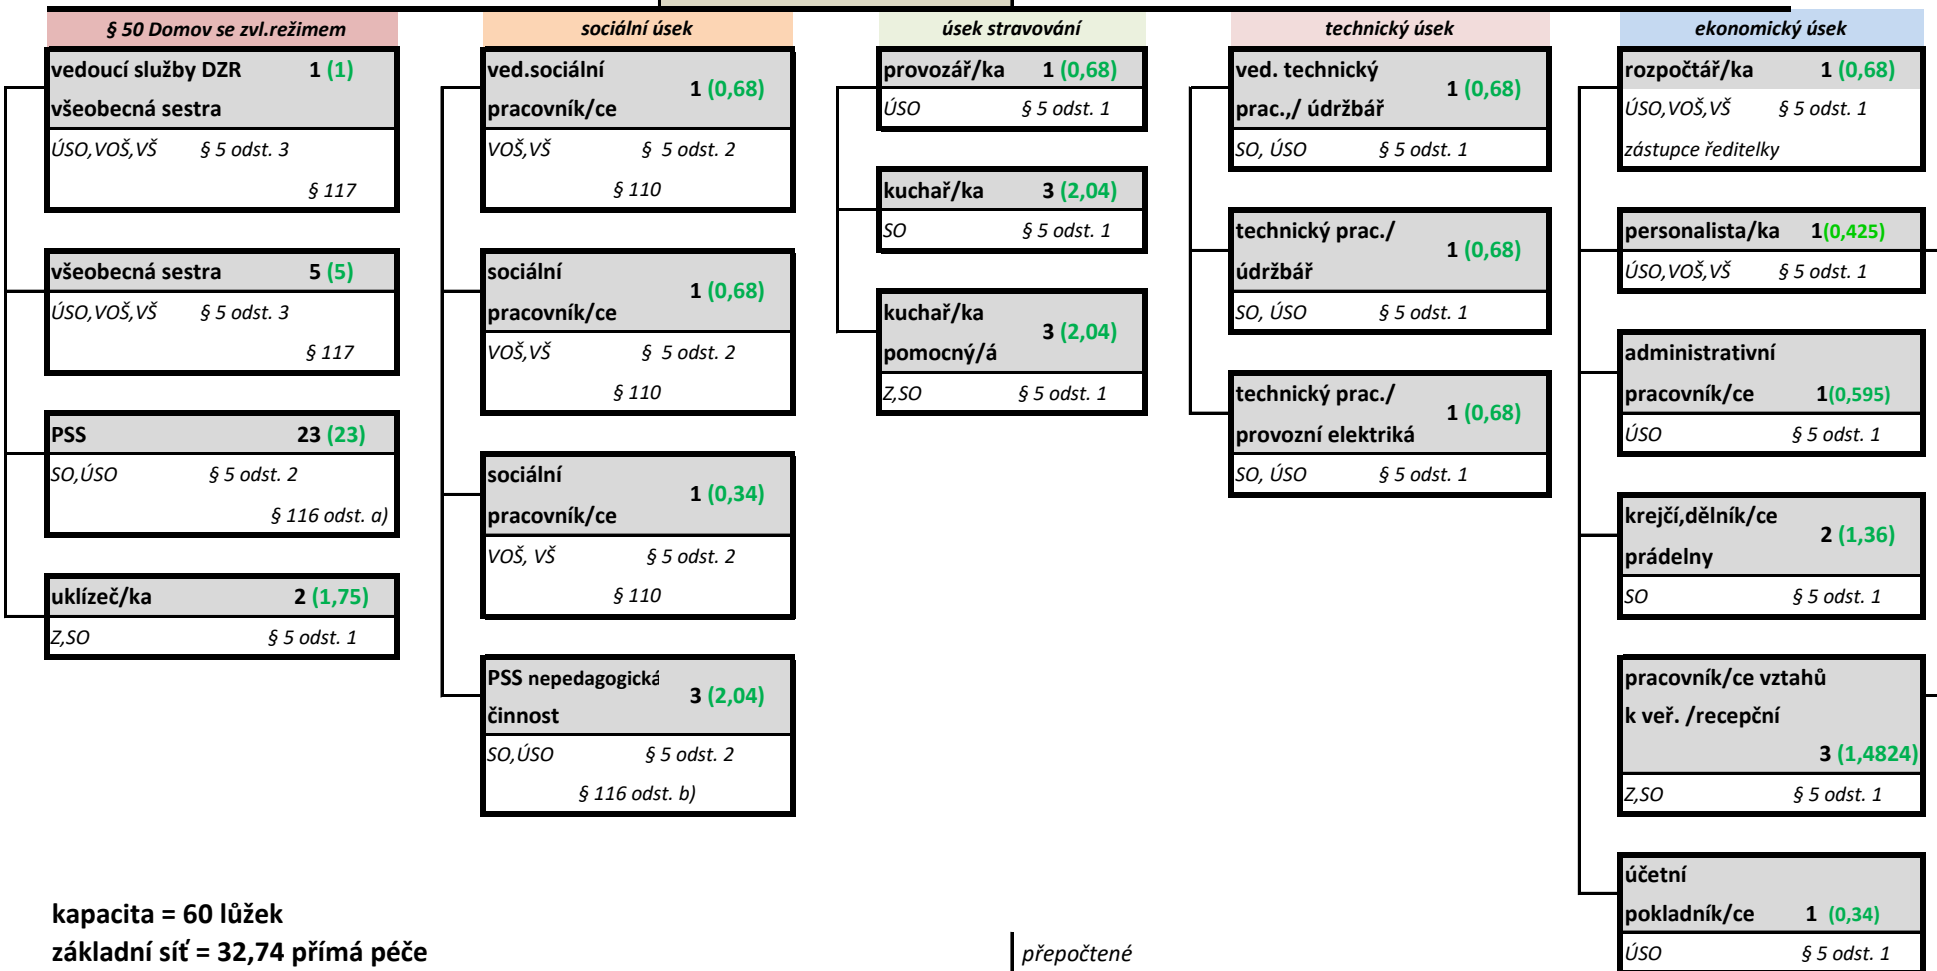 § 50 Domov se zvl.režimem
vedoucí služby DZR 1 (1)
všeobecná sestra
ÚSO,VOŠ,VŠ § 5 odst. 3
§ 117
všeobecná sestra 5 (5)
ÚSO,VOŠ,VŠ § 5 odst. 3
§ 117
PSS 23 (23)
SO,ÚSO § 5 odst. 2
§ 116 odst. a)
uklízeč/ka 2 (1,75)
Z,SO § 5 odst. 1
sociální úsek
ved.sociální
pracovník/ce 1 (0,68)
VOŠ,VŠ § 5 odst. 2
§ 110
sociální
pracovník/ce 1 (0,68)
VOŠ,VŠ § 5 odst. 2
§ 110
sociální
pracovník/ce 1 (0,34)
VOŠ, VŠ § 5 odst. 2
§ 110
PSS nepedagogická
činnost 3 (2,04)
SO,ÚSO § 5 odst. 2
§ 116 odst. b)
úsek stravování
provozář/ka 1 (0,68)
ÚSO § 5 odst. 1
kuchař/ka 3 (2,04)
SO § 5 odst. 1
kuchař/ka
pomocný/á 3 (2,04)
Z,SO § 5 odst. 1
technický úsek
ved. technický
prac.,/ údržbář 1 (0,68)
SO, ÚSO § 5 odst. 1
technický prac./
údržbář 1 (0,68)
SO, ÚSO § 5 odst. 1
technický prac./
provozní elektriká 1 (0,68)
SO, ÚSO § 5 odst. 1
ekonomický úsek
rozpočtář/ka 1 (0,68)
ÚSO,VOŠ,VŠ § 5 odst. 1
zástupce ředitelky
personalista/ka 1(0,425)
ÚSO,VOŠ,VŠ § 5 odst. 1
administrativní
pracovník/ce 1(0,595)
ÚSO § 5 odst. 1
krejčí,dělník/ce
prádelny 2 (1,36)
SO § 5 odst. 1
pracovník/ce vztahů
k veř. /recepční
3 (1,4824)
Z,SO § 5 odst. 1
účetní
pokladník/ce 1 (0,34)
ÚSO § 5 odst. 1
kapacita = 60 lůžek
základní síť = 32,74 přímá péče
přepočtené